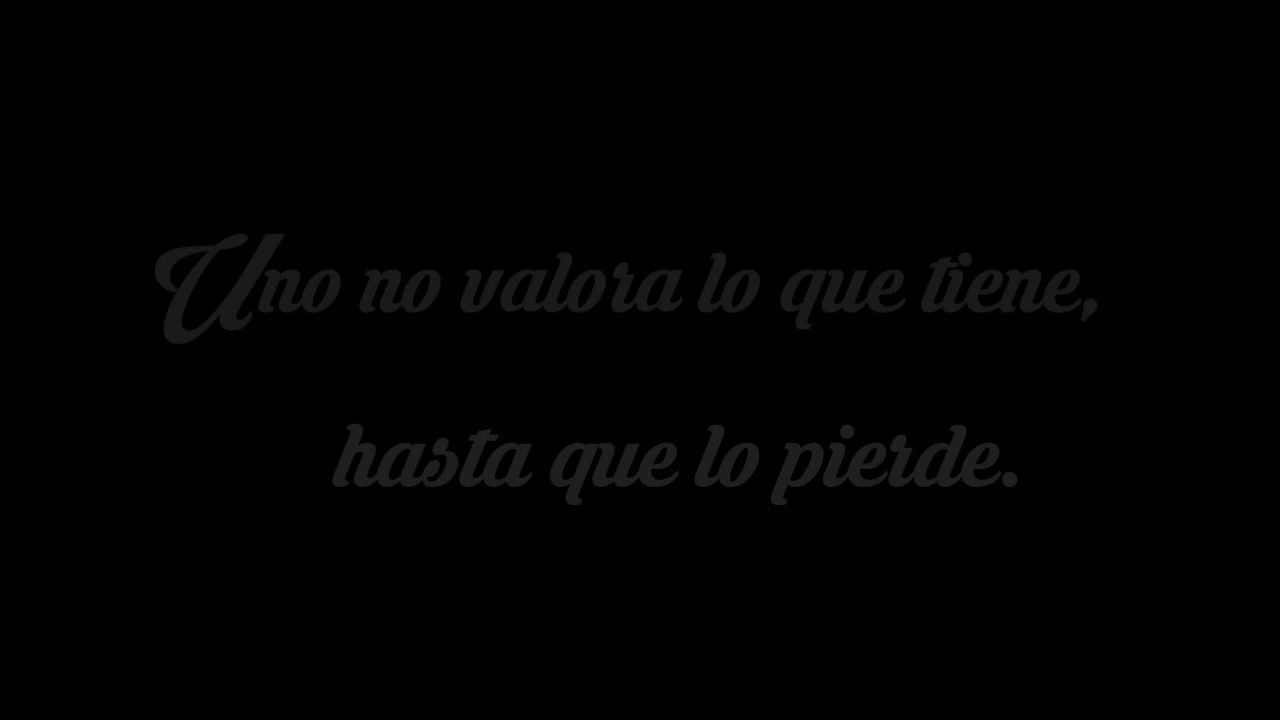 Uno no valora lo que tiene,
hasta que lo pierde.